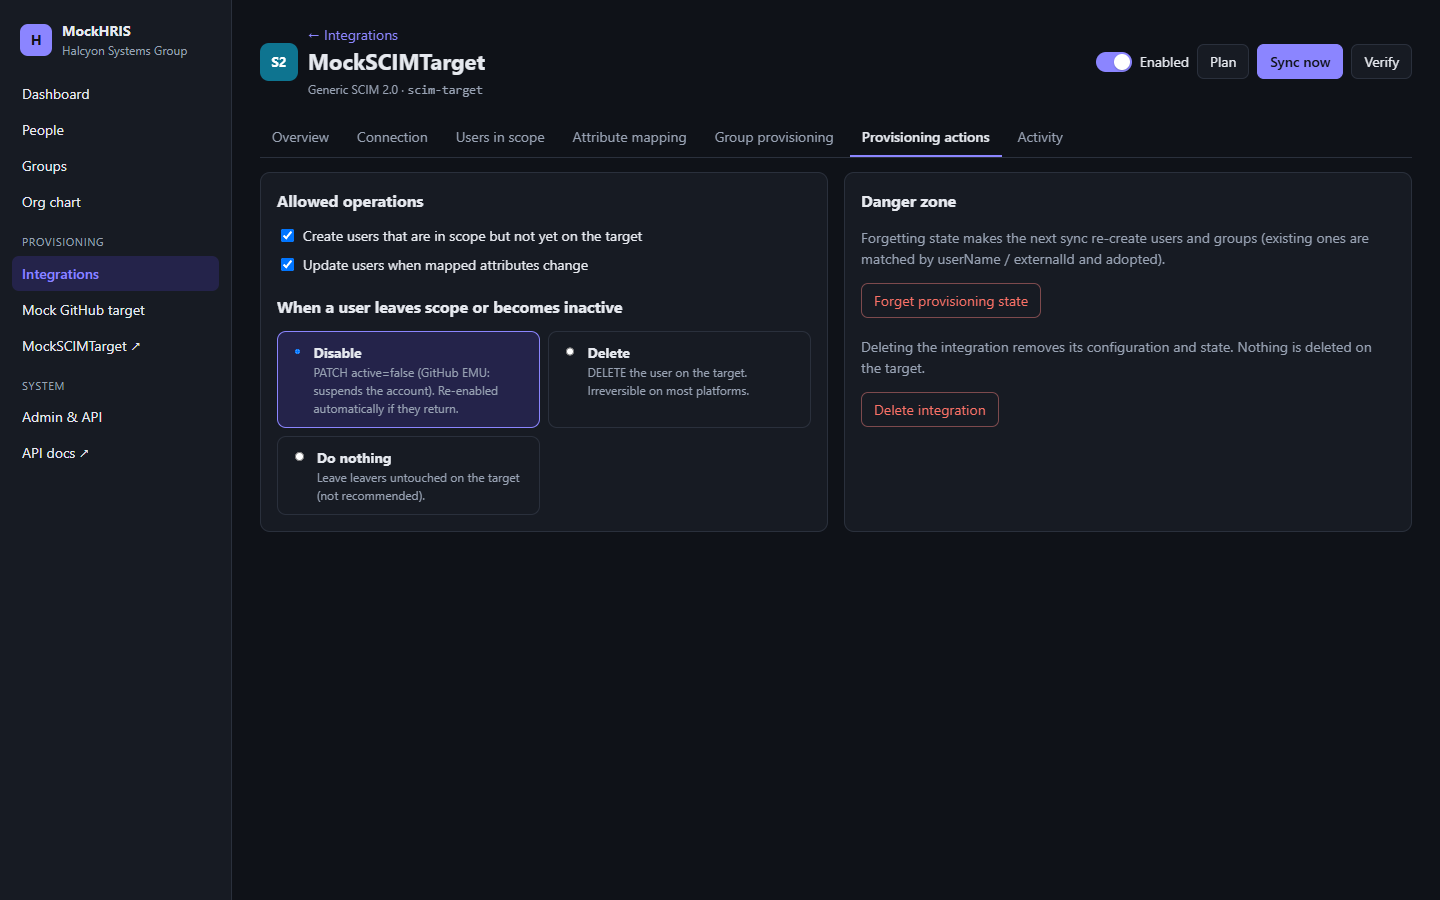 H
MockHRIS
Halcyon Systems Group
Dashboard
People
Groups
Org chart
PROVISIONING
Integrations
Mock GitHub target
MockSCIMTarget ↗
SYSTEM
Admin & API
API docs ↗
← Integrations
S2
MockSCIMTarget
Generic SCIM 2.0 · scim-target
Enabled
Plan
Sync now
Verify
Overview
Connection
Users in scope
Attribute mapping
Group provisioning
Provisioning actions
Activity
Allowed operations
Create users that are in scope but not yet on the target
Update users when mapped attributes change
When a user leaves scope or becomes inactive
Disable
PATCH active=false (GitHub EMU:
suspends the account). Re-enabled
automatically if they return.
Delete
DELETE the user on the target.
Irreversible on most platforms.
Do nothing
Leave leavers untouched on the target
(not recommended).
Danger zone
Forgetting state makes the next sync re-create users and groups (existing ones are
matched by userName / externalId and adopted).
Forget provisioning state
Deleting the integration removes its configuration and state. Nothing is deleted on
the target.
Delete integration